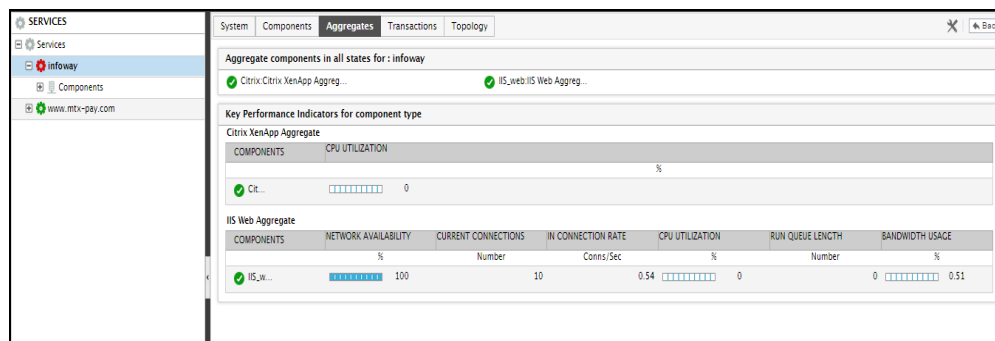 SERVICES
Services
infoway
Components
www.mtx-pay.com
System Components Aggregates Transactions Topology
Bac
Aggregate components in all states for : infoway
Citrix:Citrix XenApp Aggreg... IIS_web:IIS Web Aggreg...
Key Performance Indicators for component type
Citrix XenApp Aggregate
COMPONENTS CPU UTILIZATION
%
Cit... 0
IIS Web Aggregate
COMPONENTS NETWORK AVAILABILITY CURRENT CONNECTIONS IN CONNECTION RATE CPU UTILIZATION RUN QUEUE LENGTH BANDWIDTH USAGE
% Number Conns/Sec % Number %
IIS_w... 100 10 0.54 0 0 0.51